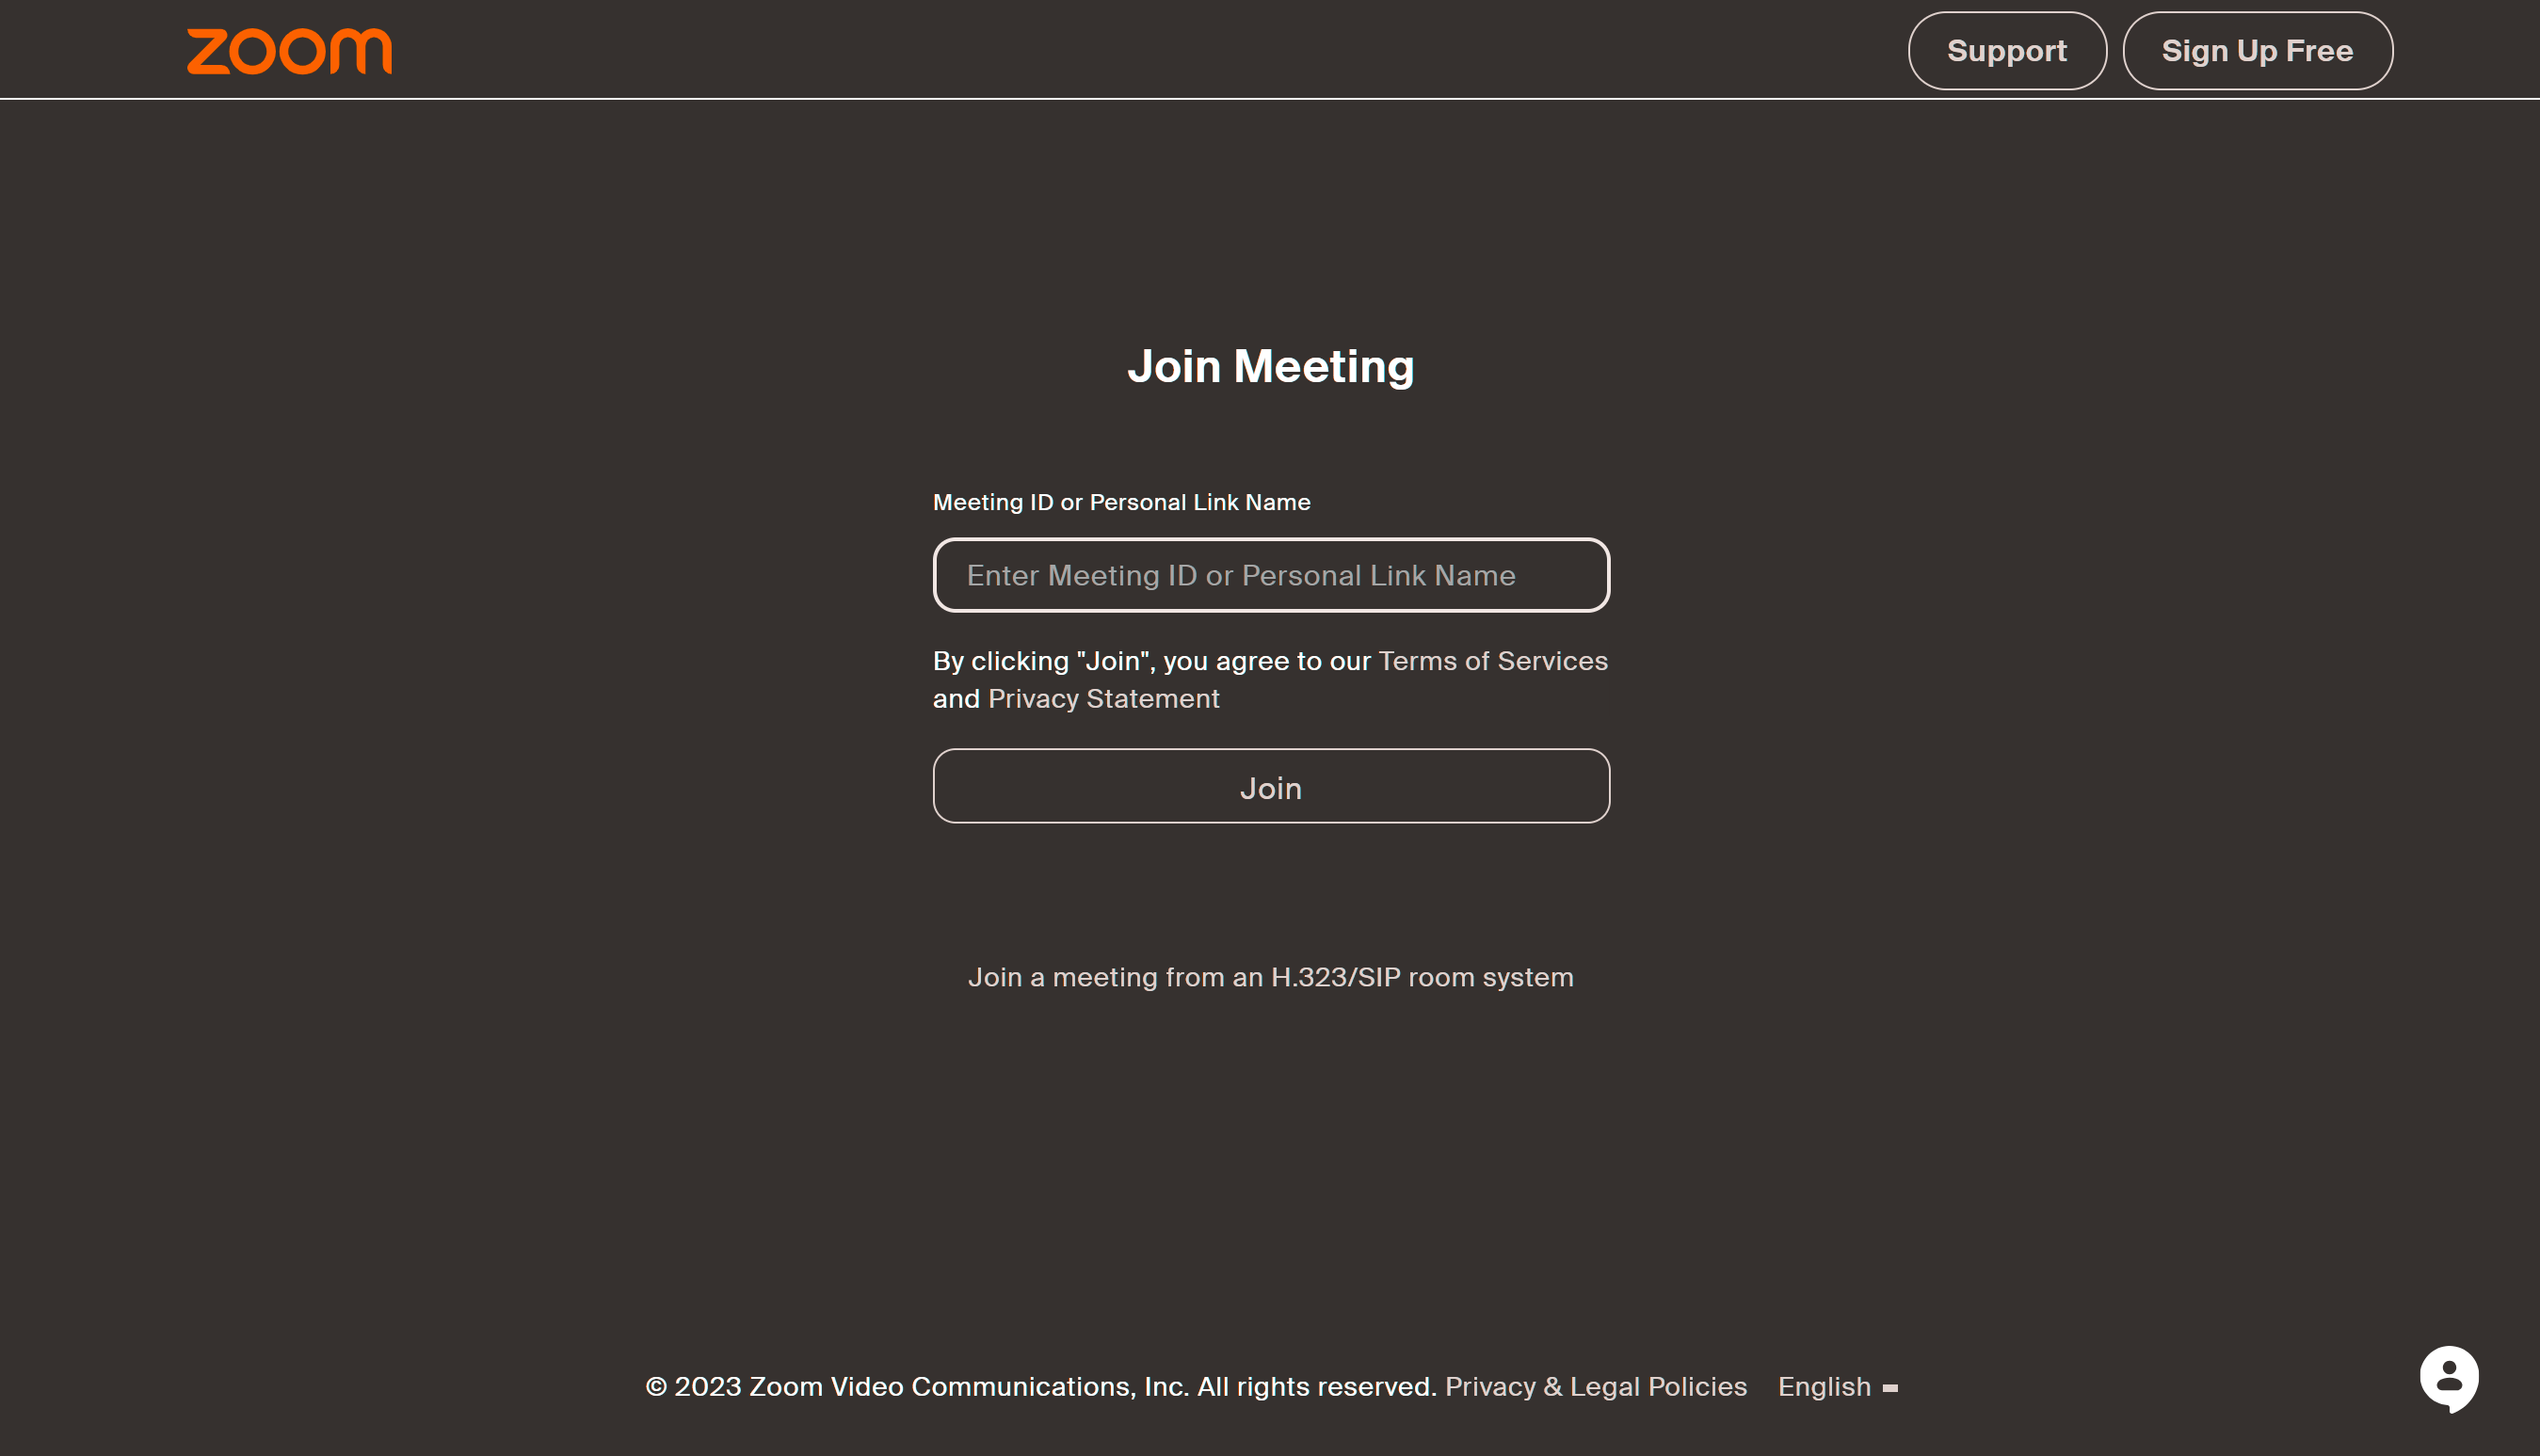 zoom
Support
Sign Up Free
Join Meeting
Meeting ID or Personal Link Name
Enter Meeting ID or Personal Link Name
By clicking "Join", you agree to our Terms of Services
and Privacy Statement
Join
Join a meeting from an H.323/SIP room system
© 2023 Zoom Video Communications, Inc. All rights reserved. Privacy & Legal Policies English